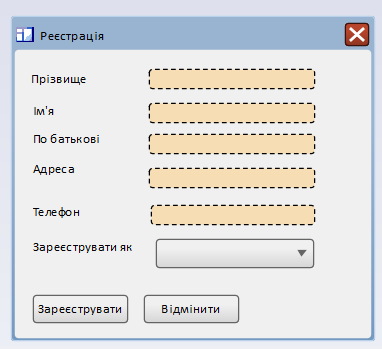 Реєстрація
Прізвище
Ім'я
По батькові
Адреса
Телефон
Зареєструвати як
Зареєструвати
Відмінити